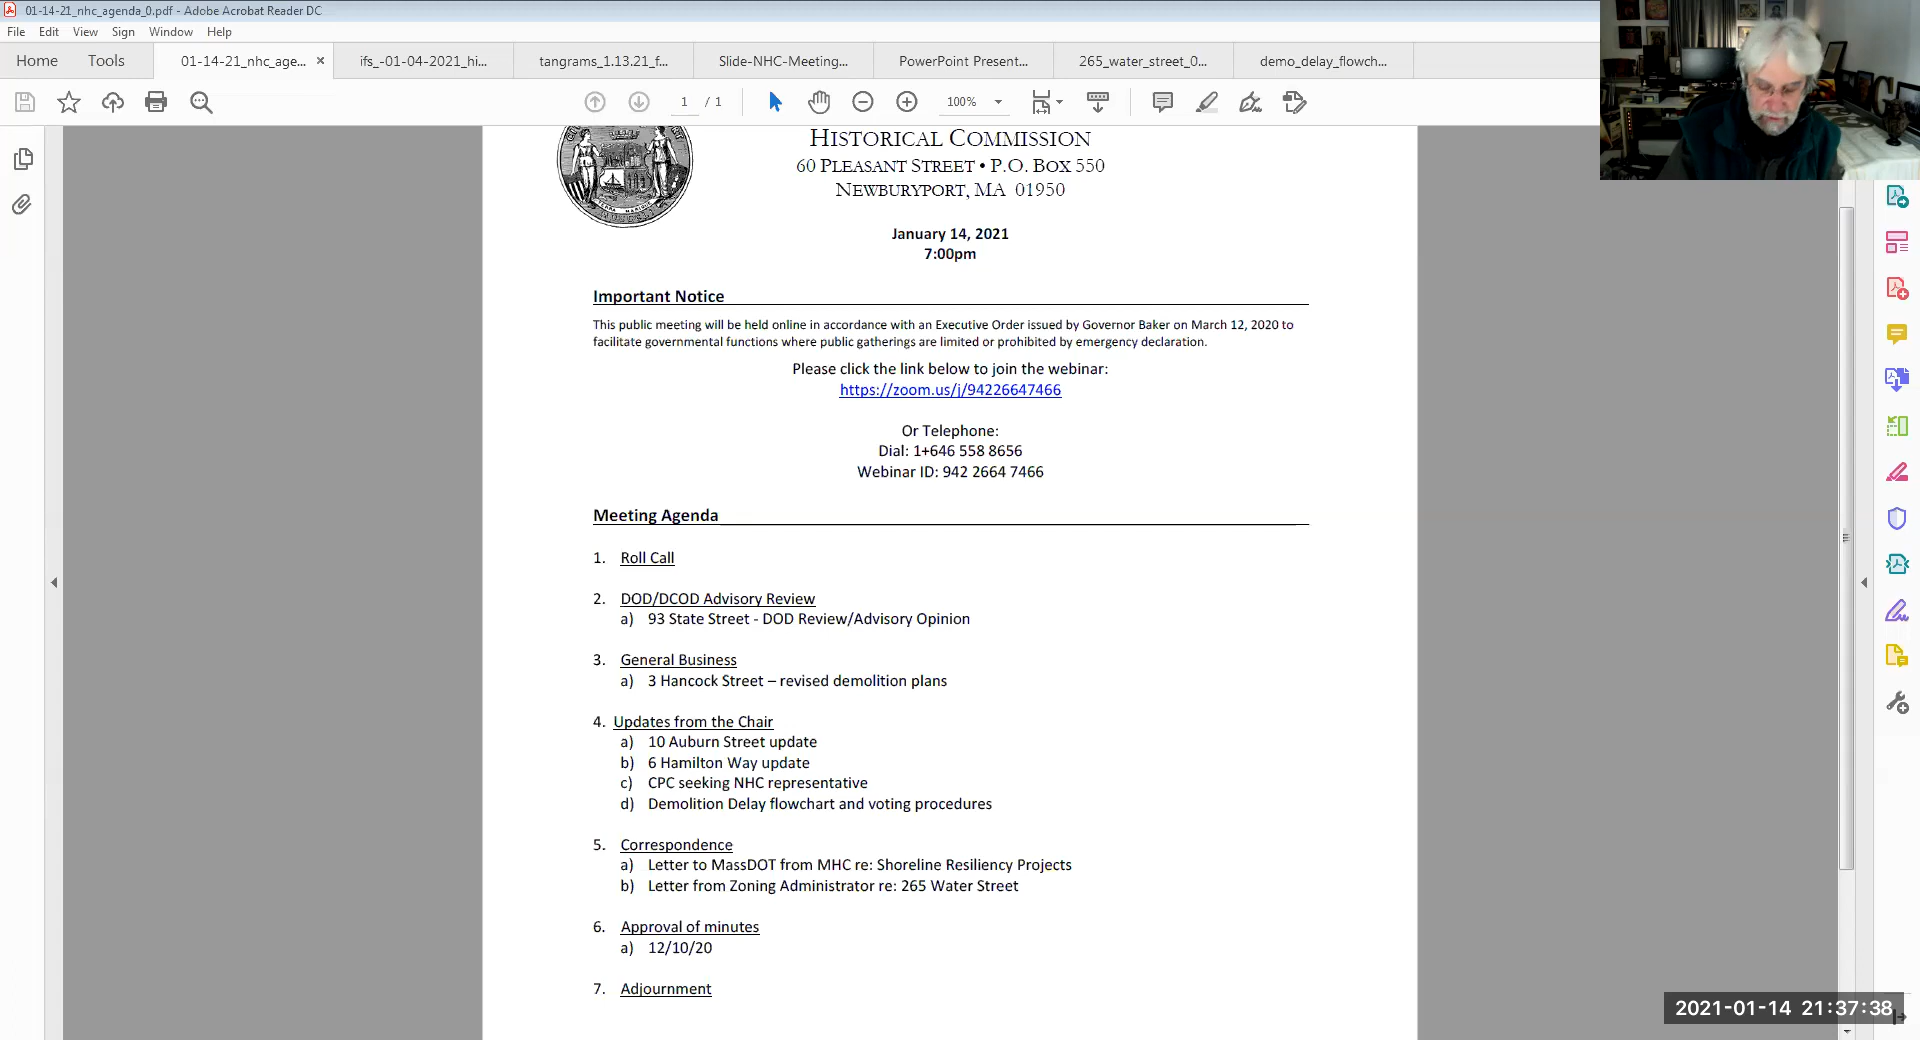 01-14-21_nhc_agenda_0.pdf - Adobe Acrobat Reader DC
File Edit View Sign Window Help
Home Tools 01-14-21_nhc_age... × ifs_-01-04-2021_hi... tangrams_1.13.21_f... Slide-NHC-Meeting... PowerPoint Present... 265_water_street_0... demo_delay_flowch...
1 / 1 100%
HISTORICAL COMMISSION
60 PLEASANT STREET • P.O. BOX 550
NEWBURYPORT, MA 01950
January 14, 2021
7:00pm
Important Notice
This public meeting will be held online in accordance with an Executive Order issued by Governor Baker on March 12, 2020 to
facilitate governmental functions where public gatherings are limited or prohibited by emergency declaration.
Please click the link below to join the webinar:
https://zoom.us/j/94226647466
Or Telephone:
Dial: 1+646 558 8656
Webinar ID: 942 2664 7466
Meeting Agenda
1. Roll Call
2. DOD/DCOD Advisory Review
a) 93 State Street - DOD Review/Advisory Opinion
3. General Business
a) 3 Hancock Street – revised demolition plans
4. Updates from the Chair
a) 10 Auburn Street update
b) 6 Hamilton Way update
c) CPC seeking NHC representative
d) Demolition Delay flowchart and voting procedures
5. Correspondence
a) Letter to MassDOT from MHC re: Shoreline Resiliency Projects
b) Letter from Zoning Administrator re: 265 Water Street
6. Approval of minutes
a) 12/10/20
7. Adjournment
2021-01-14 21:37:38